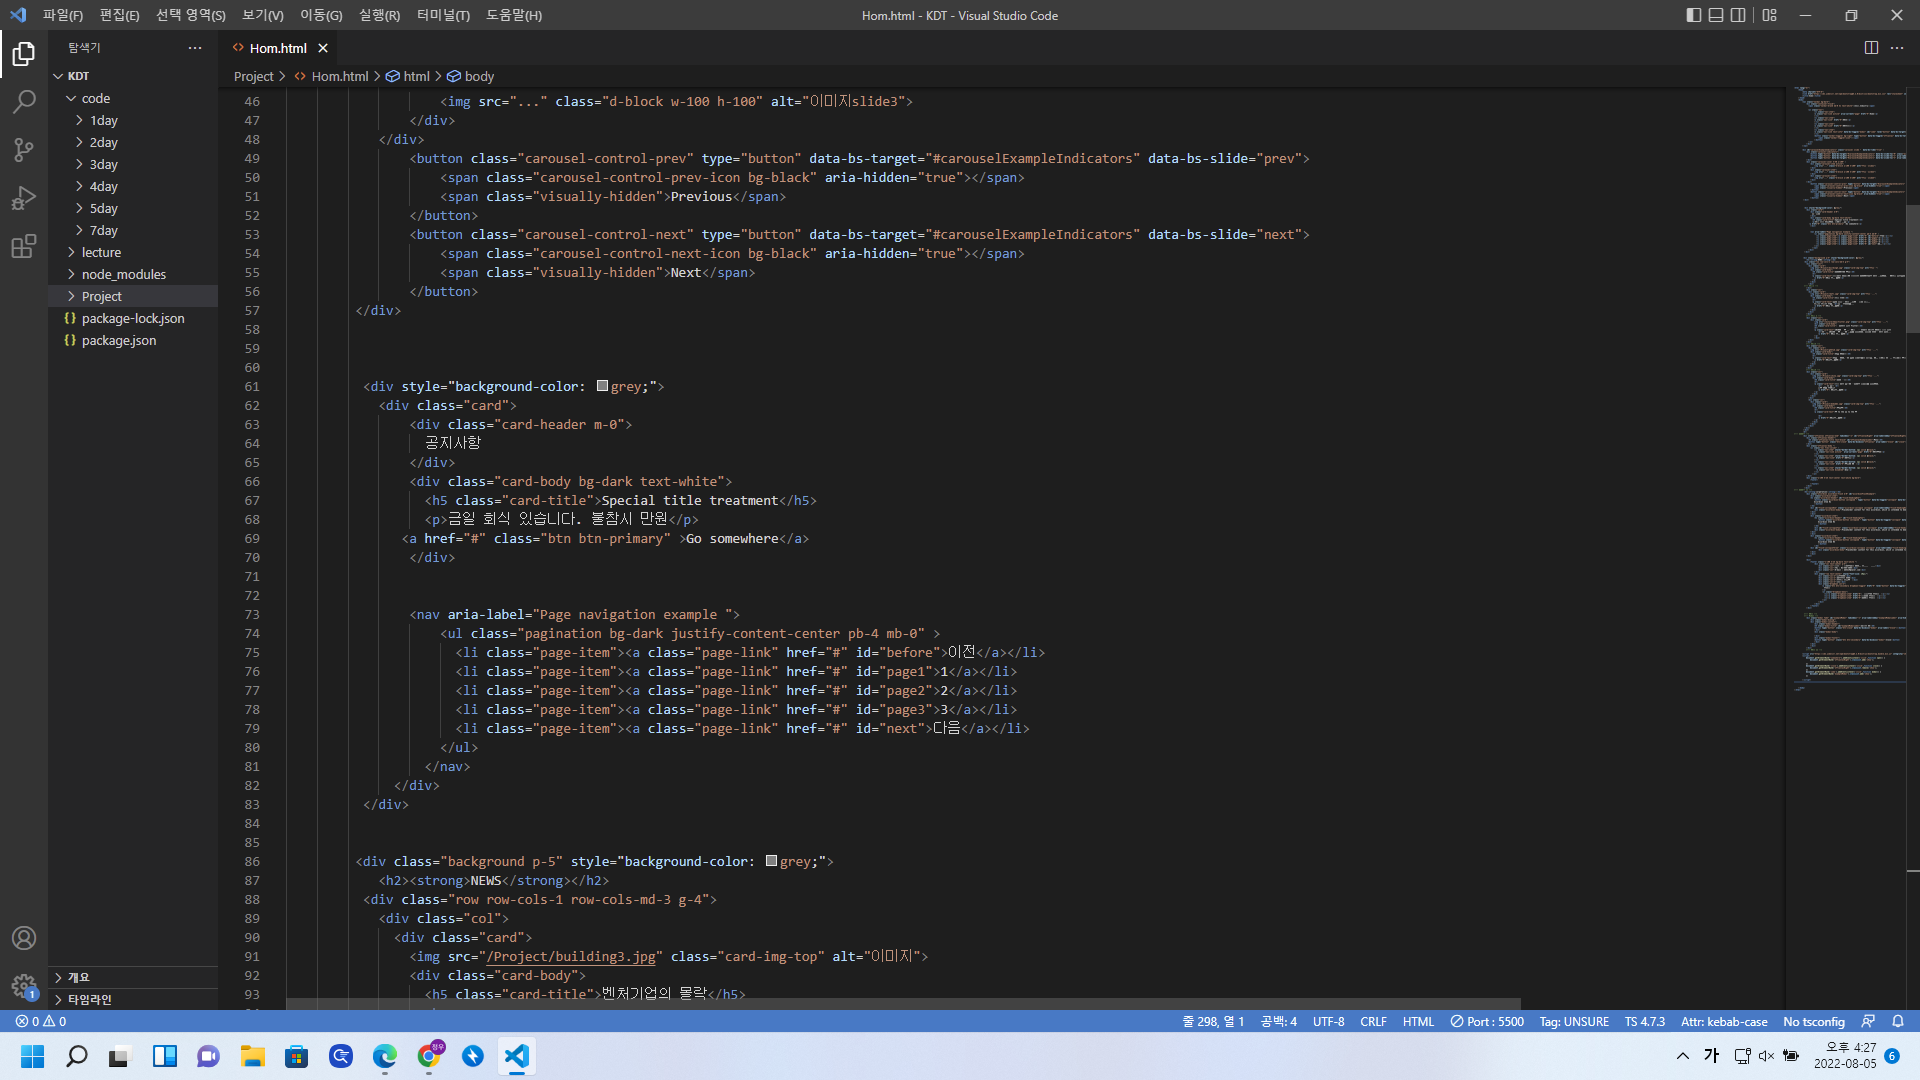 파일(F) 편집(E) 선택 영역(S) 보기(V) 이동(G) 실행(R) 터미널(T) 도움말(H) Hom.html - KDT - Visual Studio Code
탐색기 ··· <> Hom.html
Project > <> Hom.html > html > body
KDT
code
1day
2day
3day
4day
5day
7day
lecture
node_modules
Project
{} package-lock.json
{} package.json
개요
타임라인
46 <img src="..." class="d-block w-100 h-100" alt="이미지slide3">
47 </div>
48 </div>
49 <button class="carousel-control-prev" type="button" data-bs-target="#carouselExampleIndicators" data-bs-slide="prev">
50 <span class="carousel-control-prev-icon bg-black" aria-hidden="true"></span>
51 <span class="visually-hidden">Previous</span>
52 </button>
53 <button class="carousel-control-next" type="button" data-bs-target="#carouselExampleIndicators" data-bs-slide="next">
54 <span class="carousel-control-next-icon bg-black" aria-hidden="true"></span>
55 <span class="visually-hidden">Next</span>
56 </button>
57 </div>
58
59
60
61 <div style="background-color: grey;">
62 <div class="card">
63 <div class="card-header m-0">
64 공지사항
65 </div>
66 <div class="card-body bg-dark text-white">
67 <h5 class="card-title">Special title treatment</h5>
68 <p>금일 회식 있습니다. 불참시 만원</p>
69 <a href="#" class="btn btn-primary" >Go somewhere</a>
70 </div>
71
72
73 <nav aria-label="Page navigation example ">
74 <ul class="pagination bg-dark justify-content-center pb-4 mb-0" >
75 <li class="page-item"><a class="page-link" href="#" id="before">이전</a></li>
76 <li class="page-item"><a class="page-link" href="#" id="page1">1</a></li>
77 <li class="page-item"><a class="page-link" href="#" id="page2">2</a></li>
78 <li class="page-item"><a class="page-link" href="#" id="page3">3</a></li>
79 <li class="page-item"><a class="page-link" href="#" id="next">다음</a></li>
80 </ul>
81 </nav>
82 </div>
83 </div>
84
85
86 <div class="background p-5" style="background-color: grey;">
87 <h2><strong>NEWS</strong></h2>
88 <div class="row row-cols-1 row-cols-md-3 g-4">
89 <div class="col">
90 <div class="card">
91 <img src="/Project/building3.jpg" class="card-img-top" alt="이미지">
92 <div class="card-body">
93 <h5 class="card-title">벤처기업의 몰락</h5>
0 0 줄 298, 열 1 공백: 4 UTF-8 CRLF HTML Port : 5500 Tag: UNSURE TS 4.7.3 Attr: kebab-case No tsconfig
1
가 오후 4:27
2022-08-05 6